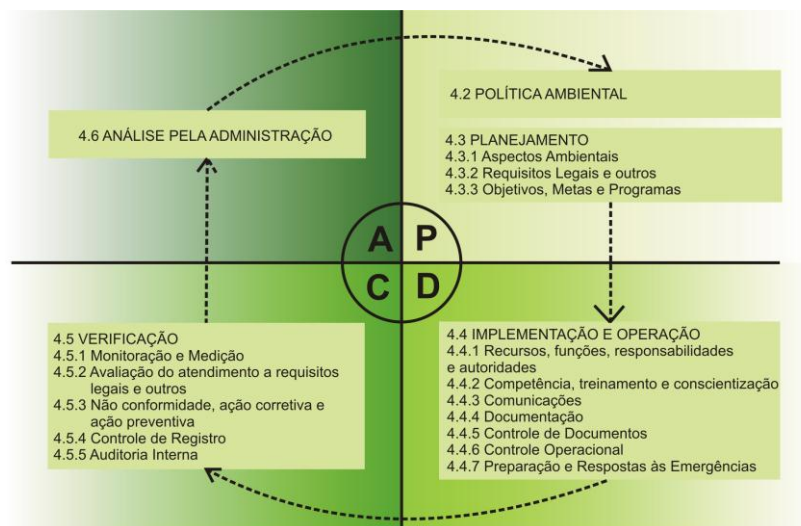 4.6 ANÁLISE PELA ADMINISTRAÇÃO
4.2 POLÍTICA AMBIENTAL
4.3 PLANEJAMENTO
4.3.1 Aspectos Ambientais
4.3.2 Requisitos Legais e outros
4.3.3 Objetivos, Metas e Programas
A P
C D
4.5 VERIFICAÇÃO
4.5.1 Monitoração e Medição
4.5.2 Avaliação do atendimento a requisitos
legais e outros
4.5.3 Não conformidade, ação corretiva e
ação preventiva
4.5.4 Controle de Registro
4.5.5 Auditoria Interna
4.4 IMPLEMENTAÇÃO E OPERAÇÃO
4.4.1 Recursos, funções, responsabilidades
e autoridades
4.4.2 Competência, treinamento e conscientização
4.4.3 Comunicações
4.4.4 Documentação
4.4.5 Controle de Documentos
4.4.6 Controle Operacional
4.4.7 Preparação e Respostas às Emergências